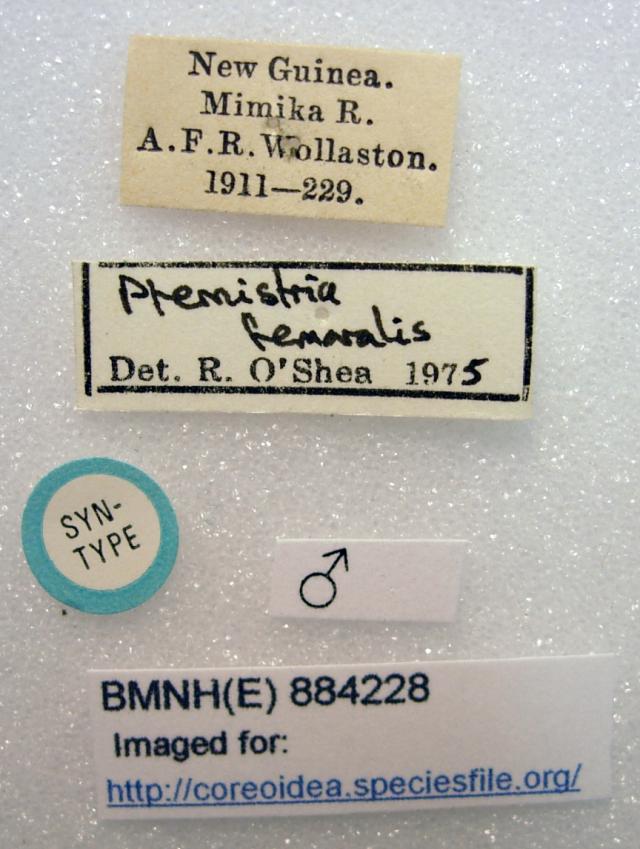 New Guinea.
Mimika R.
A.F.R. Wollaston.
1911—229.
Pternistria
femoralis
Det. R. O'Shea 1975
SYN-
TYPE
♂
BMNH(E) 884228
Imaged for:
http://coreoidea.speciesfile.org/